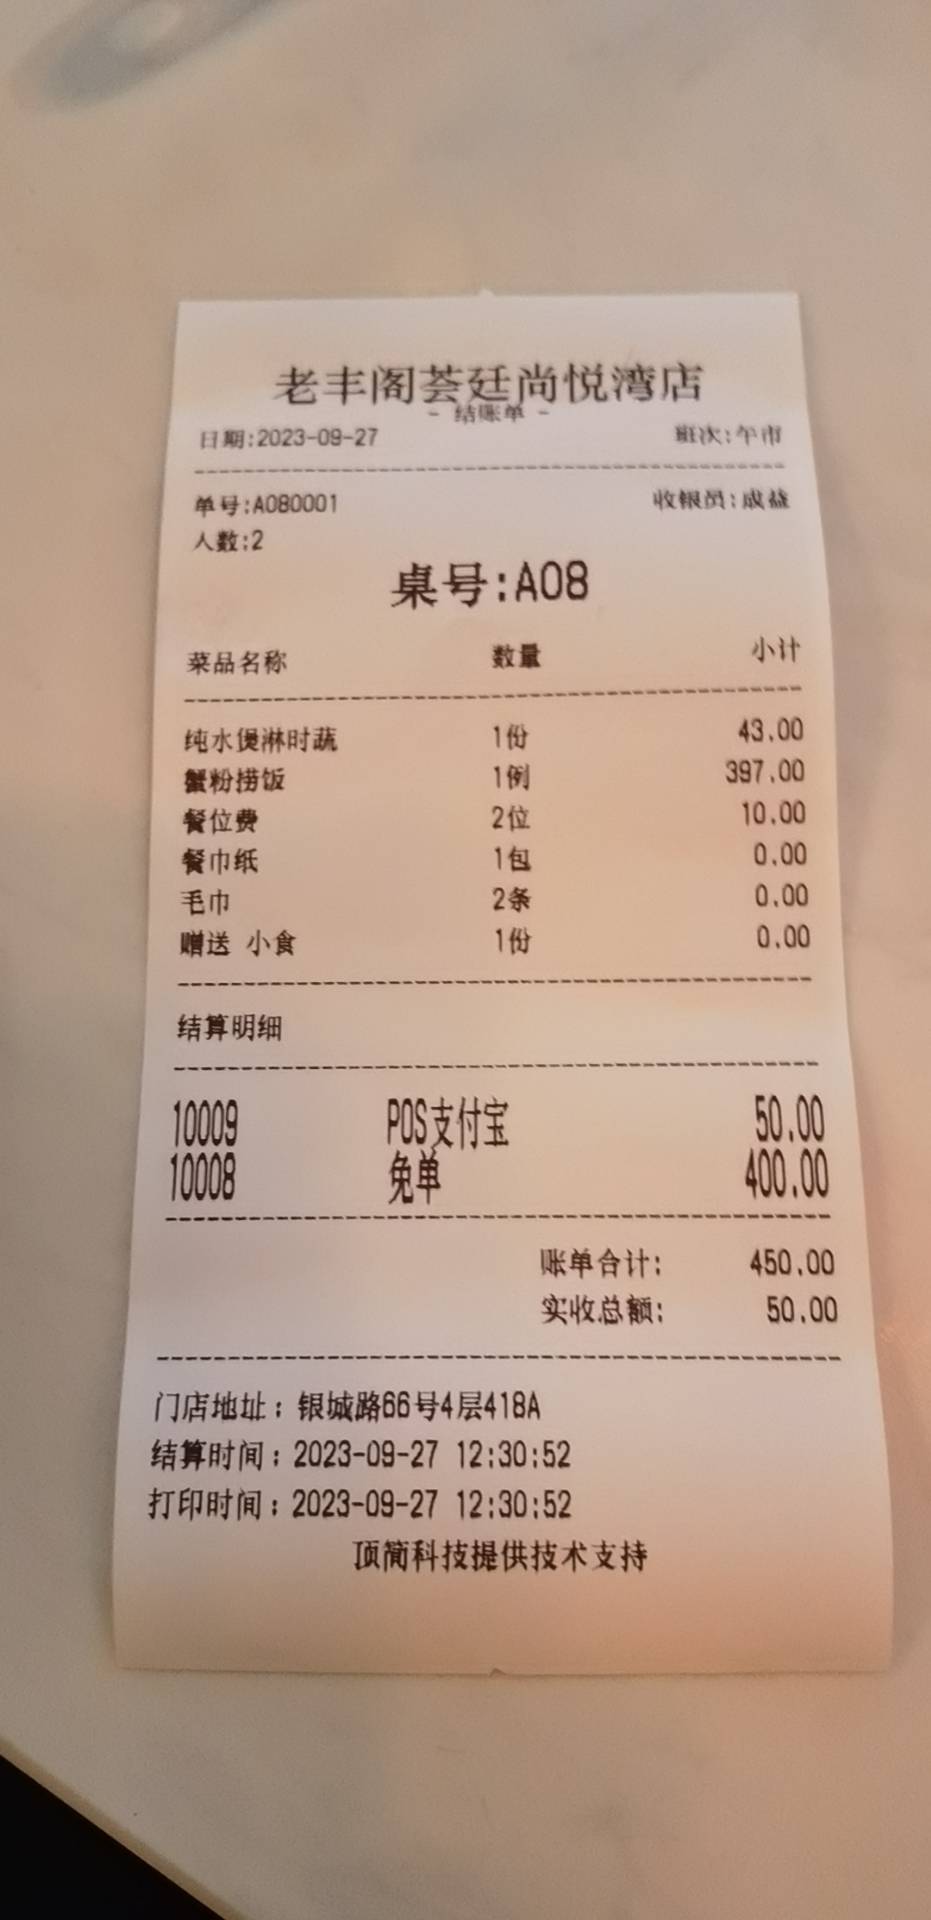 老丰阁荟廷尚悦湾店
- 结账单 -
日期:2023-09-27 班次:午市
单号:A080001 收银员:成益
人数:2
桌号:A08
菜品名称 数量 小计
纯水煲淋时蔬 1份 43.00
蟹粉捞饭 1例 397.00
餐位费 2位 10.00
餐巾纸 1包 0.00
毛巾 2条 0.00
赠送 小食 1份 0.00
结算明细
10009 POS支付宝 50.00
10008 免单 400.00
账单合计: 450.00
实收总额: 50.00
门店地址：银城路66号4层418A
结算时间：2023-09-27 12:30:52
打印时间：2023-09-27 12:30:52
顶简科技提供技术支持